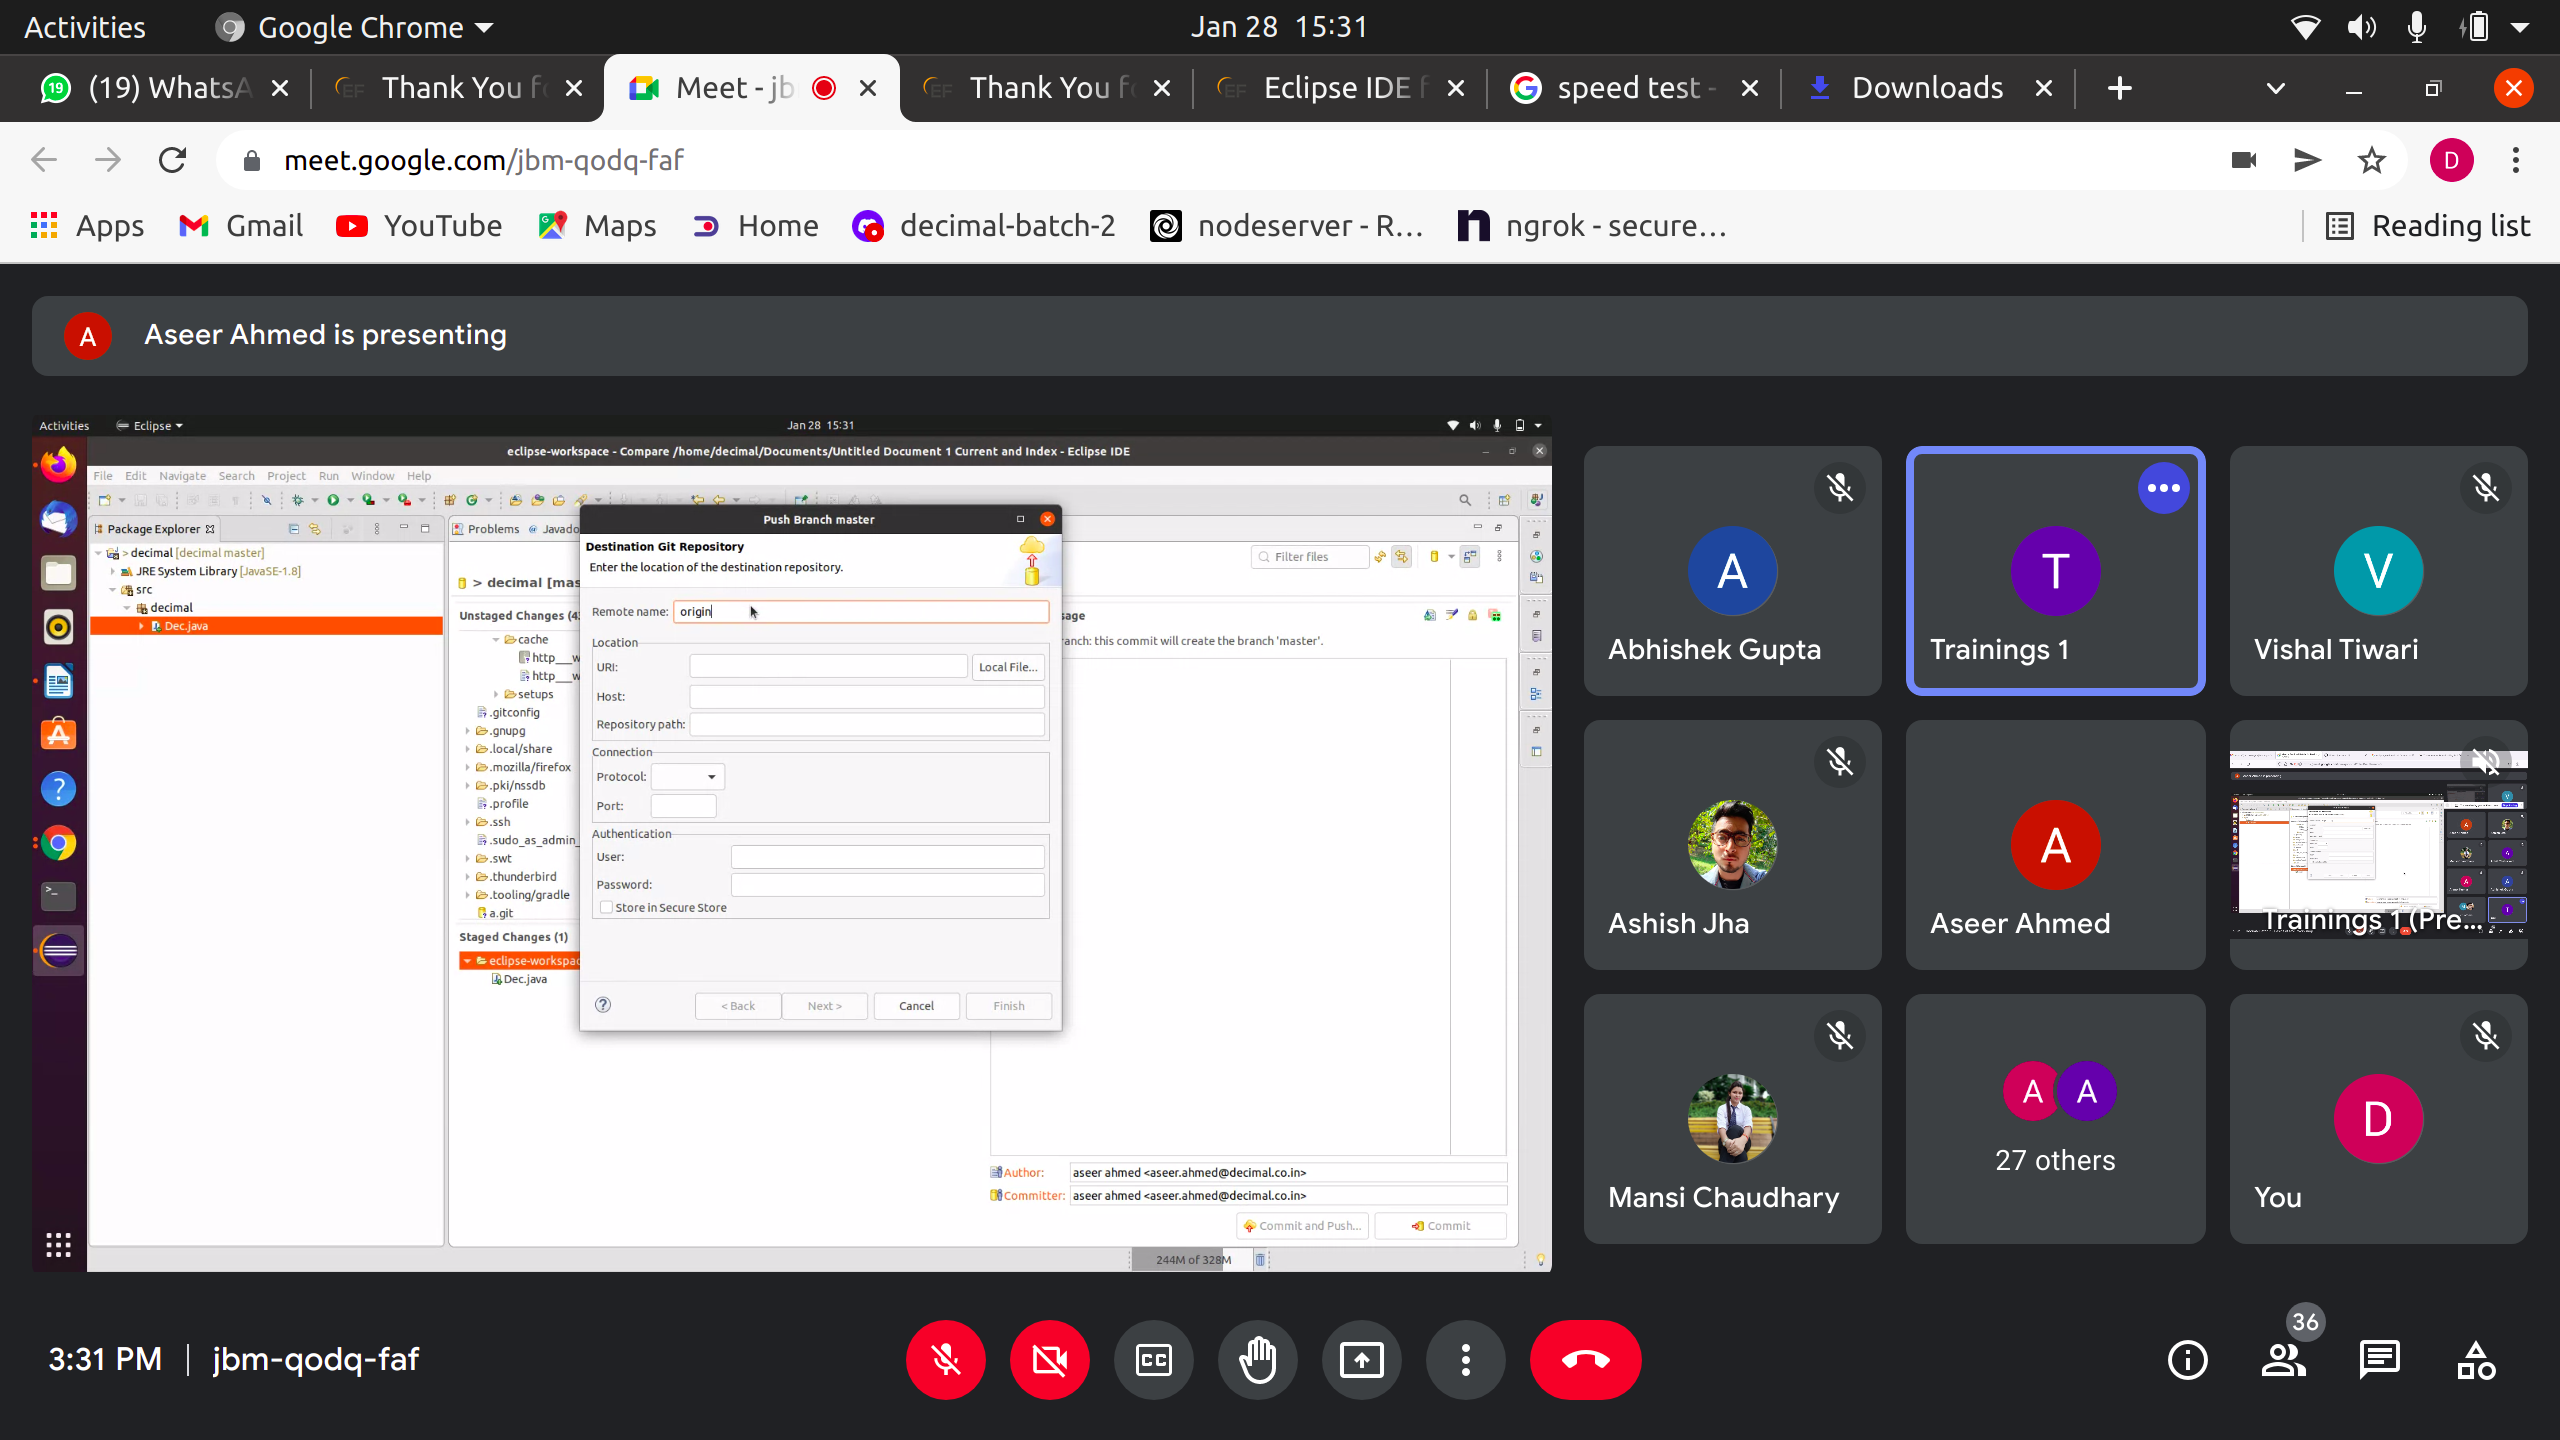 Activities
Google Chrome
Jan 28 15:31
(19) WhatsA
Thank You fo
Meet - jb
Thank You fo
Eclipse IDE f
speed test -
Downloads
meet.google.com/jbm-qodq-faf
D
Apps
Gmail
YouTube
Maps
Home
decimal-batch-2
nodeserver - R...
ngrok - secure...
Reading list
A
Aseer Ahmed is presenting
Activities
Eclipse
Jan 28 15:31
eclipse-workspace - Compare /home/decimal/Documents/Untitled Document 1 Current and Index - Eclipse IDE
File Edit Navigate Search Project Run Window Help
Package Explorer
> decimal [decimal master]
JRE System Library [JavaSE-1.8]
src
decimal
Dec.java
Problems
@ Javado
> decimal [mas
Filter files
Unstaged Changes (4
cache
http___w
http___w
setups
.gitconfig
.gnupg
.local/share
.mozilla/firefox
.pki/nssdb
.profile
.ssh
.sudo_as_admin_
.swt
.thunderbird
.tooling/gradle
a.git
Staged Changes (1)
eclipse-workspac
Dec.java
Push Branch master
Destination Git Repository
Enter the location of the destination repository.
Remote name: origin
Location
URI:
Local File...
Host:
Repository path:
Connection
Protocol:
Port:
Authentication
User:
Password:
Store in Secure Store
< Back
Next >
Cancel
Finish
sage
anch: this commit will create the branch 'master'.
Author: aseer ahmed <aseer.ahmed@decimal.co.in>
Committer: aseer ahmed <aseer.ahmed@decimal.co.in>
Commit and Push...
Commit
244M of 328M
A
Abhishek Gupta
T
Trainings 1
V
Vishal Tiwari
Ashish Jha
A
Aseer Ahmed
Trainings 1 (Pre...
Mansi Chaudhary
A A
27 others
D
You
3:31 PM | jbm-qodq-faf
CC
36